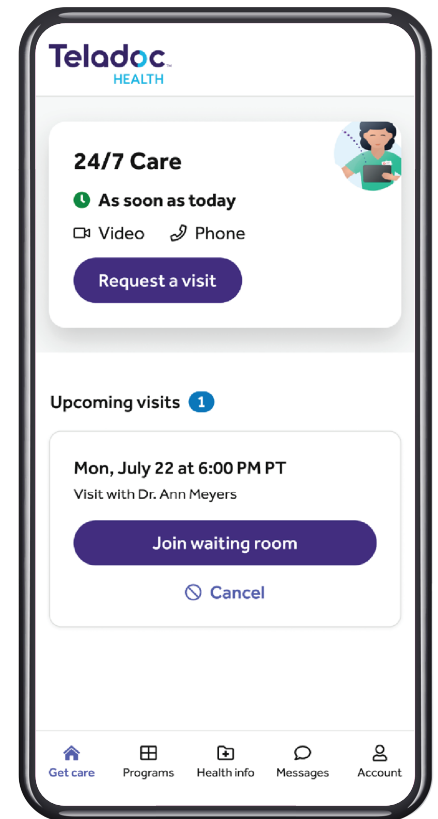 Teladoc™
HEALTH
24/7 Care
As soon as today
Video Phone
Request a visit
Upcoming visits 1
Mon, July 22 at 6:00 PM PT
Visit with Dr. Ann Meyers
Join waiting room
Cancel
Get care Programs Health info Messages Account